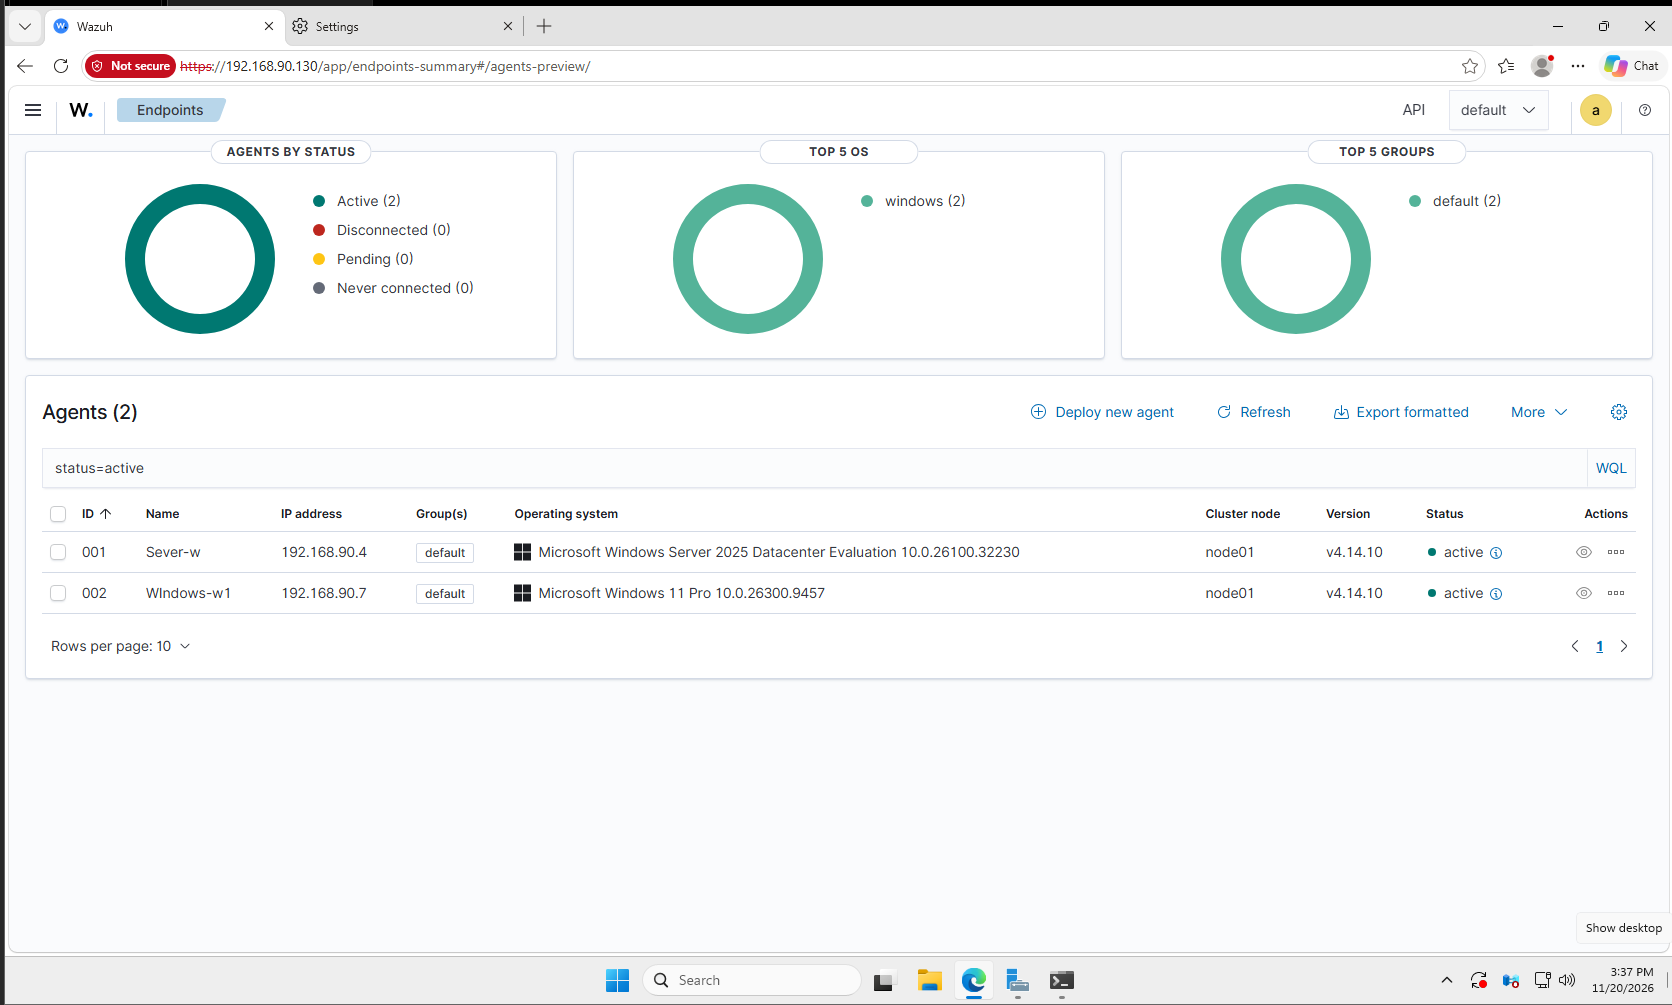 Wazuh
Settings
Not secure https://192.168.90.130/app/endpoints-summary#/agents-preview/
Chat
W. Endpoints API default a
AGENTS BY STATUS
Active (2)
Disconnected (0)
Pending (0)
Never connected (0)
TOP 5 OS
windows (2)
TOP 5 GROUPS
default (2)
Agents (2) Deploy new agent Refresh Export formatted More
status=active WQL
ID Name IP address Group(s) Operating system Cluster node Version Status Actions
001 Sever-w 192.168.90.4 default Microsoft Windows Server 2025 Datacenter Evaluation 10.0.26100.32230 node01 v4.14.10 active
002 WIndows-w1 192.168.90.7 default Microsoft Windows 11 Pro 10.0.26300.9457 node01 v4.14.10 active
Rows per page: 10 1
Show desktop
Search
3:37 PM
11/20/2026